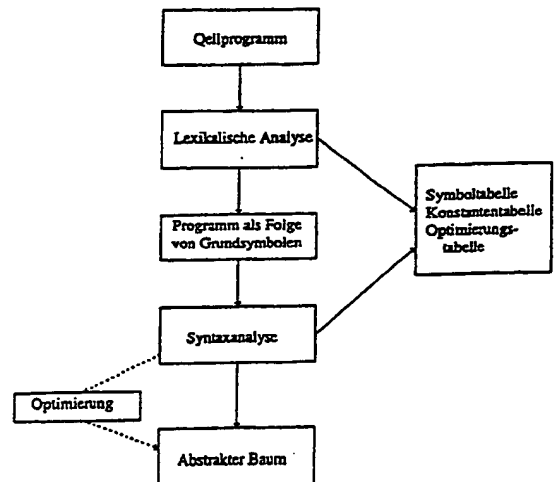 Qellprogramm
Lexikalische Analyse
Programm als Folge
von Grundsymbolen
Symboltabelle
Konstantentabelle
Optimierungs-
tabelle
Syntaxanalyse
Optimierung
Abstrakter Baum